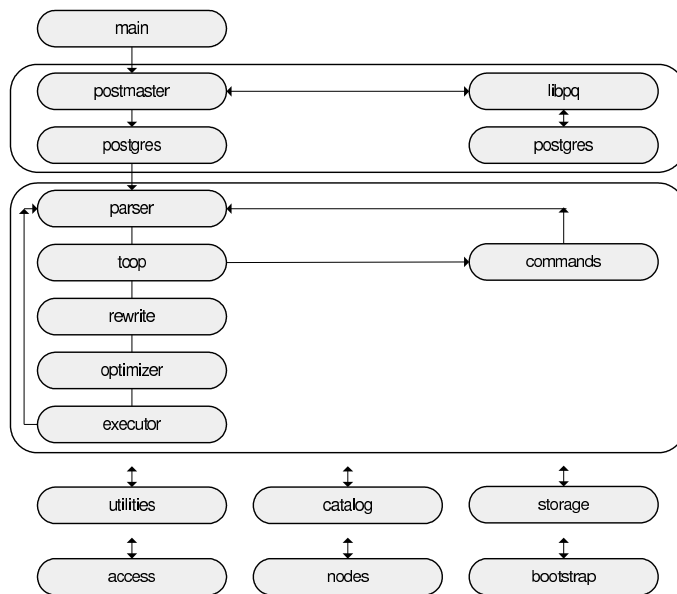 main
postmaster
libpq
postgres
postgres
parser
tcop
commands
rewrite
optimizer
executor
utilities
catalog
storage
access
nodes
bootstrap